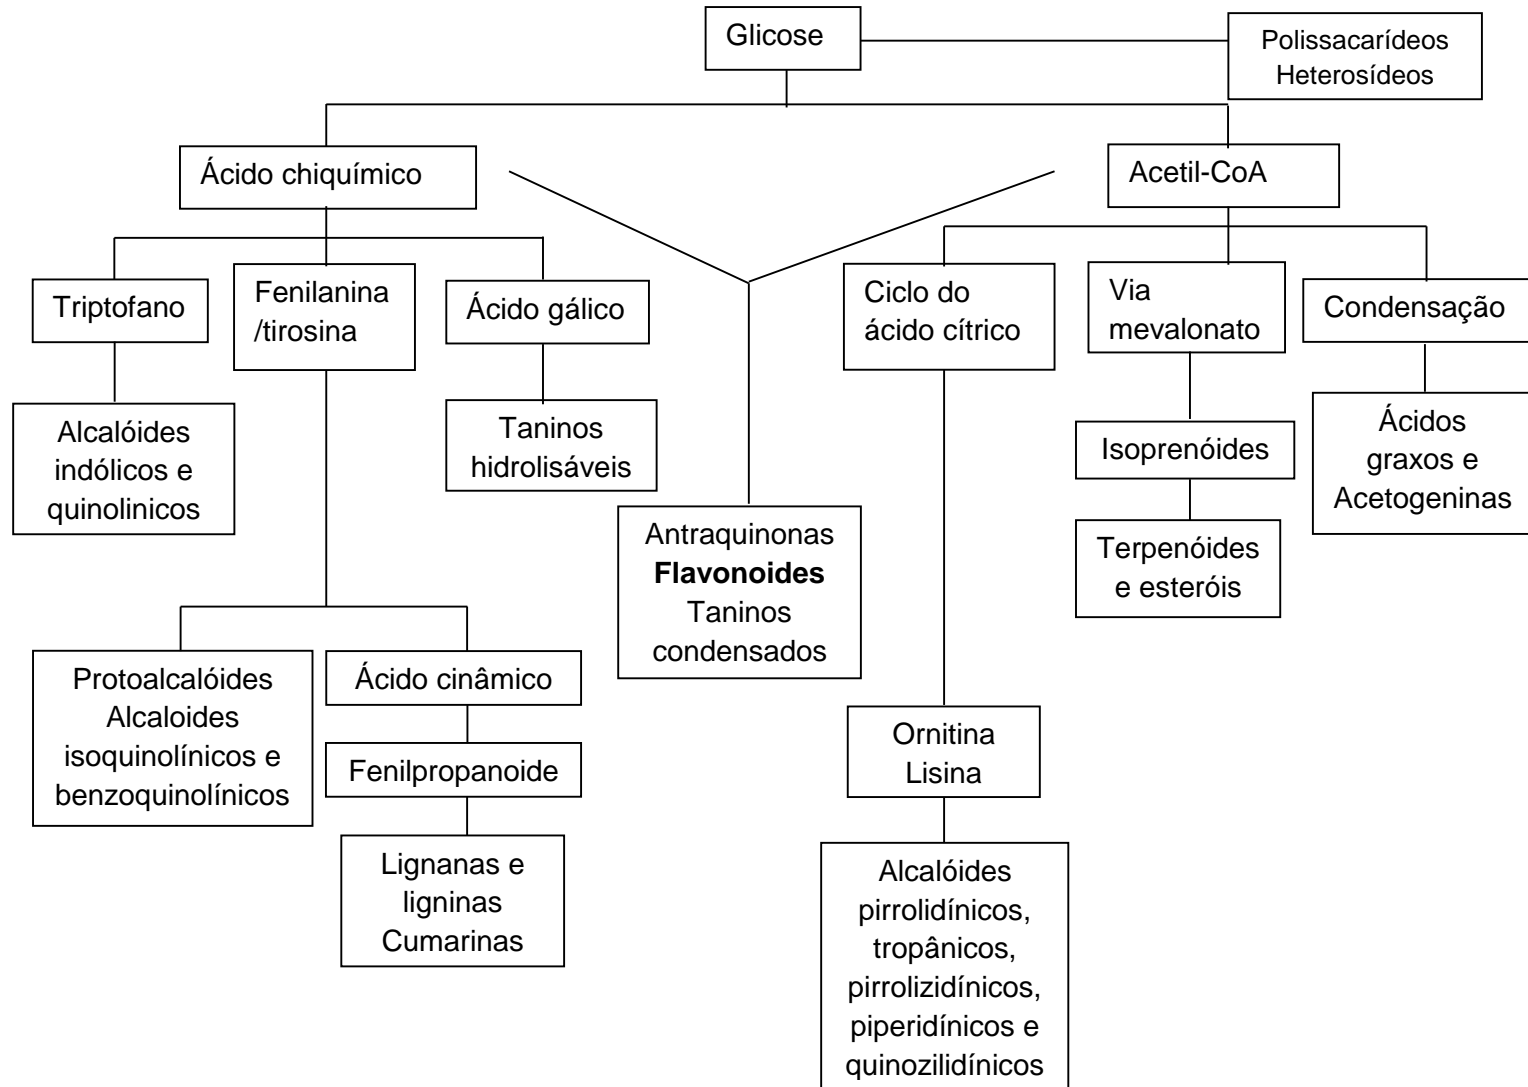 Glicose
Polissacarídeos
Heterosídeos
Ácido chiquímico
Acetil-CoA
Triptofano
Fenilanina
/tirosina
Ácido gálico
Ciclo do
ácido cítrico
Via
mevalonato
Condensação
Alcalóides
indólicos e
quinolinicos
Taninos
hidrolisáveis
Isoprenóides
Ácidos
graxos e
Acetogeninas
Antraquinonas
Flavonoides
Taninos
condensados
Terpenóides
e esteróis
Protoalcalóides
Alcaloides
isoquinolínicos e
benzoquinolínicos
Ácido cinâmico
Fenilpropanoide
Lignanas e
ligninas
Cumarinas
Ornitina
Lisina
Alcalóides
pirrolidínicos,
tropânicos,
pirrolizidínicos,
piperidínicos e
quinozilidínicos